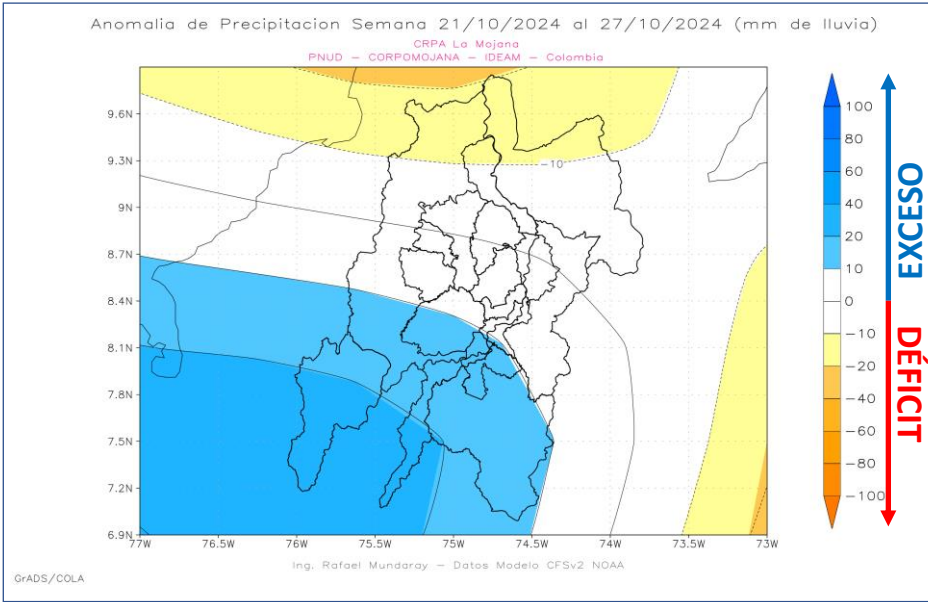 Anomalia de Precipitacion Semana 21/10/2024 al 27/10/2024 (mm de lluvia)
CRPA La Mojana
PNUD – CORPOMOJANA – IDEAM – Colombia
9.6N
9.3N
9N
8.7N
8.4N
8.1N
7.8N
7.5N
7.2N
6.9N
77W 76.5W 76W 75.5W 75W 74.5W 74W 73.5W 73W
-10
100
80
60
40
20
10
0
-10
-20
-40
-60
-80
-100
EXCESO
DÉFICIT
Ing. Rafael Mundaray – Datos Modelo CFSv2 NOAA
GrADS/COLA